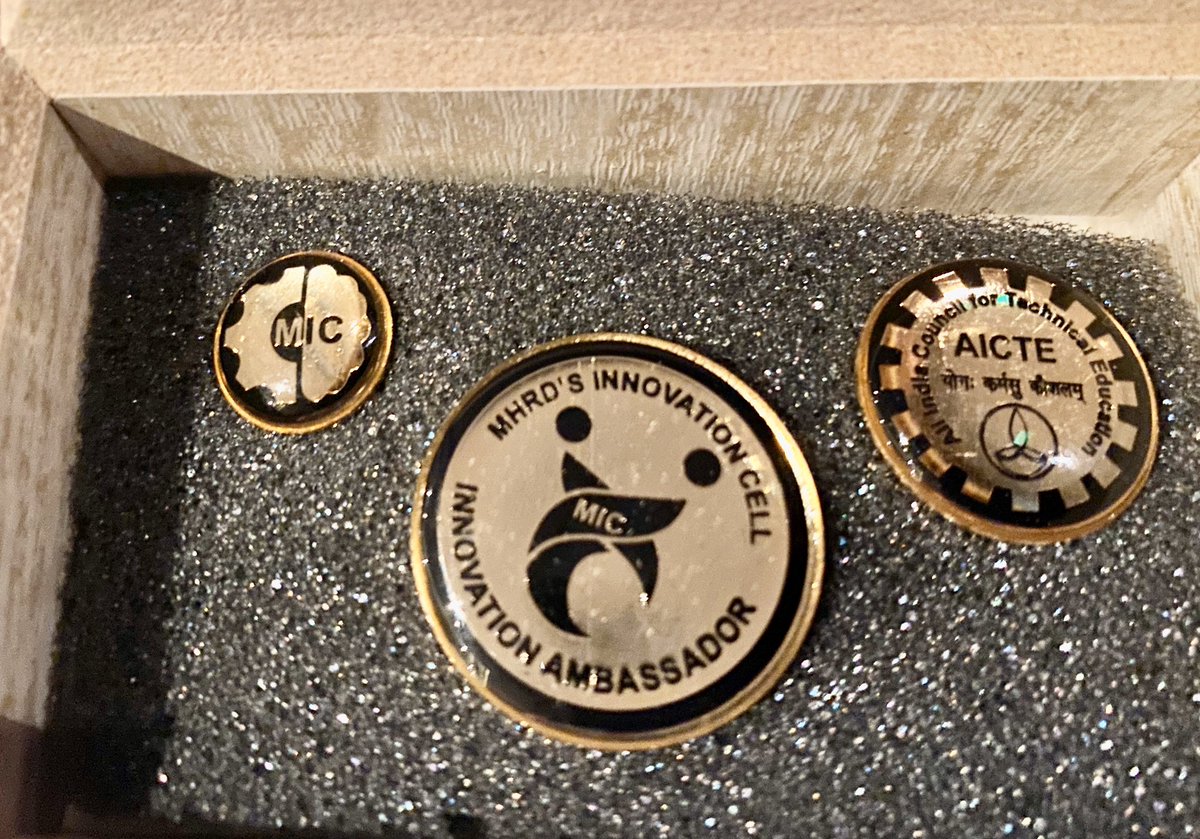 MIC
MHRD'S INNOVATION CELL
MIC
INNOVATION AMBASSADOR
All India Council for Technical Education
AICTE
योगः कर्मसु कौशलम्